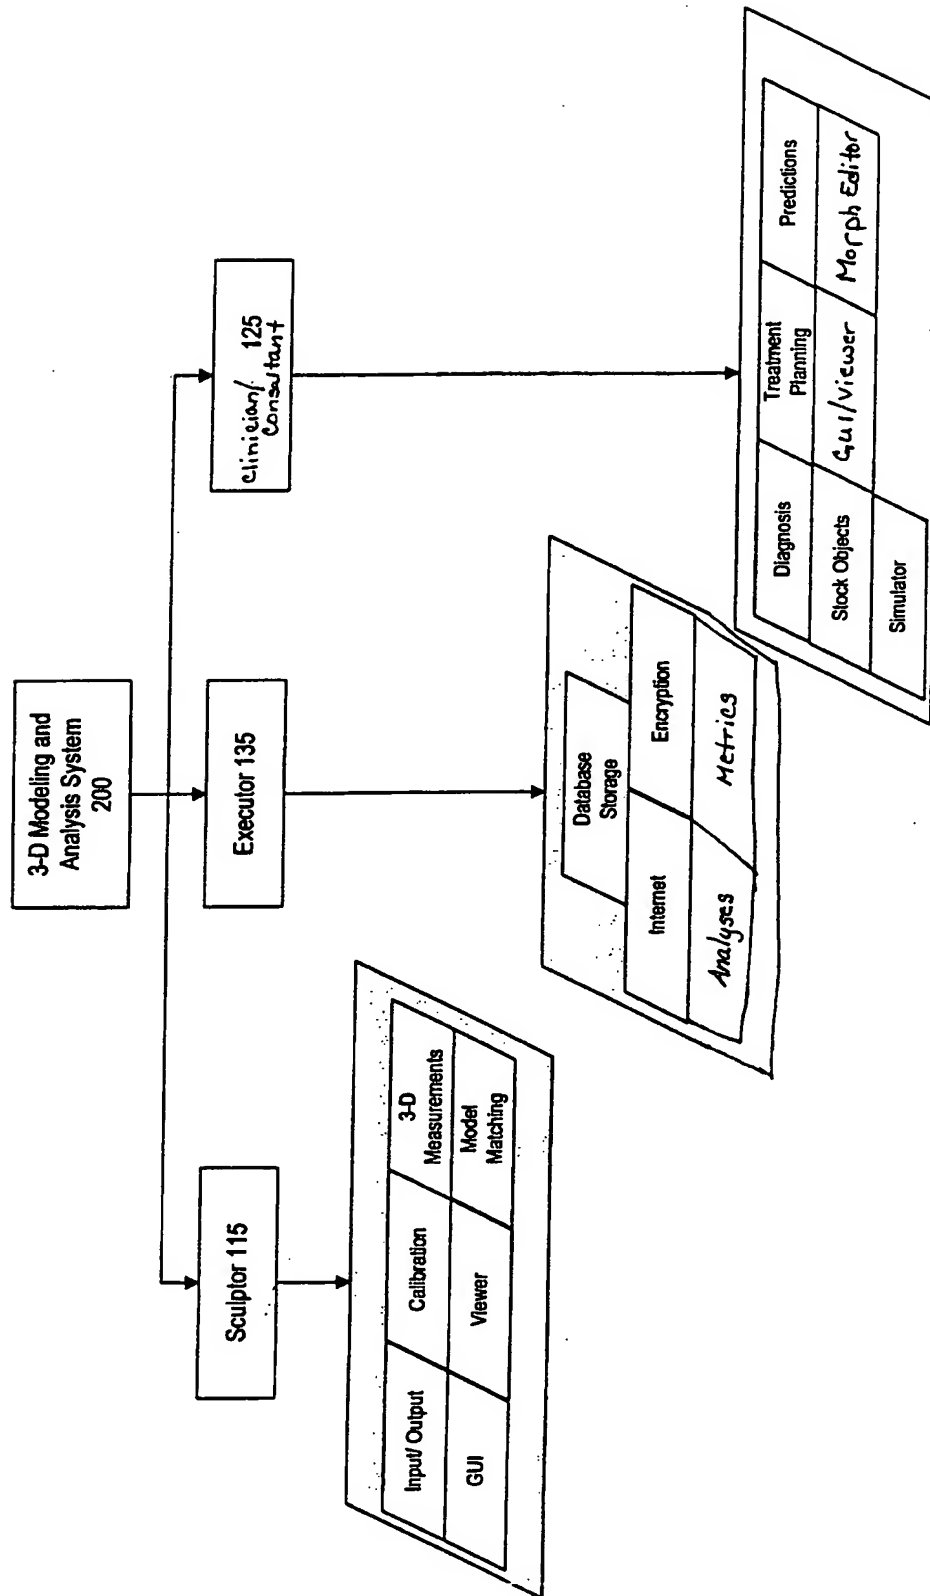 3-D Modeling and
Analysis System
200
Sculptor 115
Executor 135
Clinician/ 125
Consultant
Input/ Output
Calibration
3-D
Measurements
GUI
Viewer
Model
Matching
Database
Storage
Internet
Encryption
Analyses
Metrics
Diagnosis
Treatment
Planning
Predictions
Stock Objects
GUI/Viewer
Morph Editor
Simulator